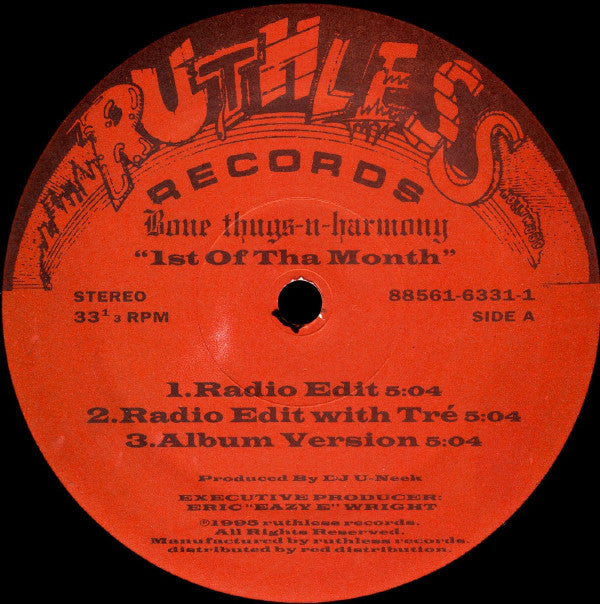 RUTHLESS
RECORDS
Bone thugs-n-harmony
"1st Of Tha Month"
STEREO
88561-6331-1
33 1 3 RPM
SIDE A
1.Radio Edit 5:04
2.Radio Edit with Tré 5:04
3.Album Version 5:04
Produced By DJ U-Neek
EXECUTIVE PRODUCER:
ERIC "EAZY E" WRIGHT
℗1995 ruthless records.
All Rights Reserved.
Manufactured by ruthless records.
distributed by red distribution.